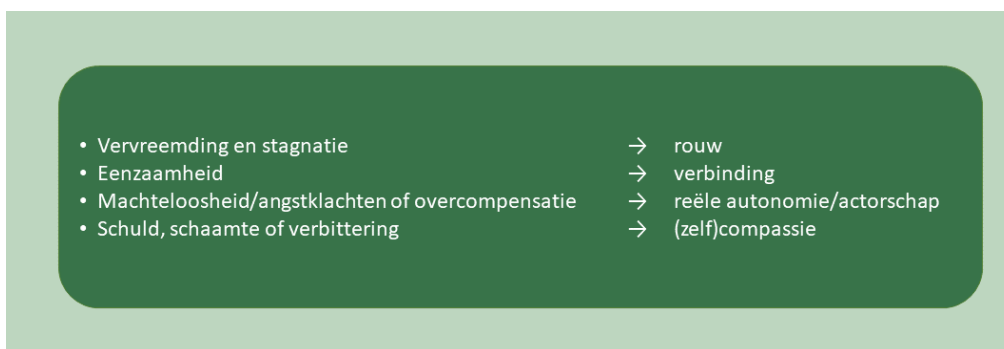 • Vervreemding en stagnatie → rouw
• Eenzaamheid → verbinding
• Machteloosheid/angstklachten of overcompensatie → reële autonomie/actorschap
• Schuld, schaamte of verbittering → (zelf)compassie